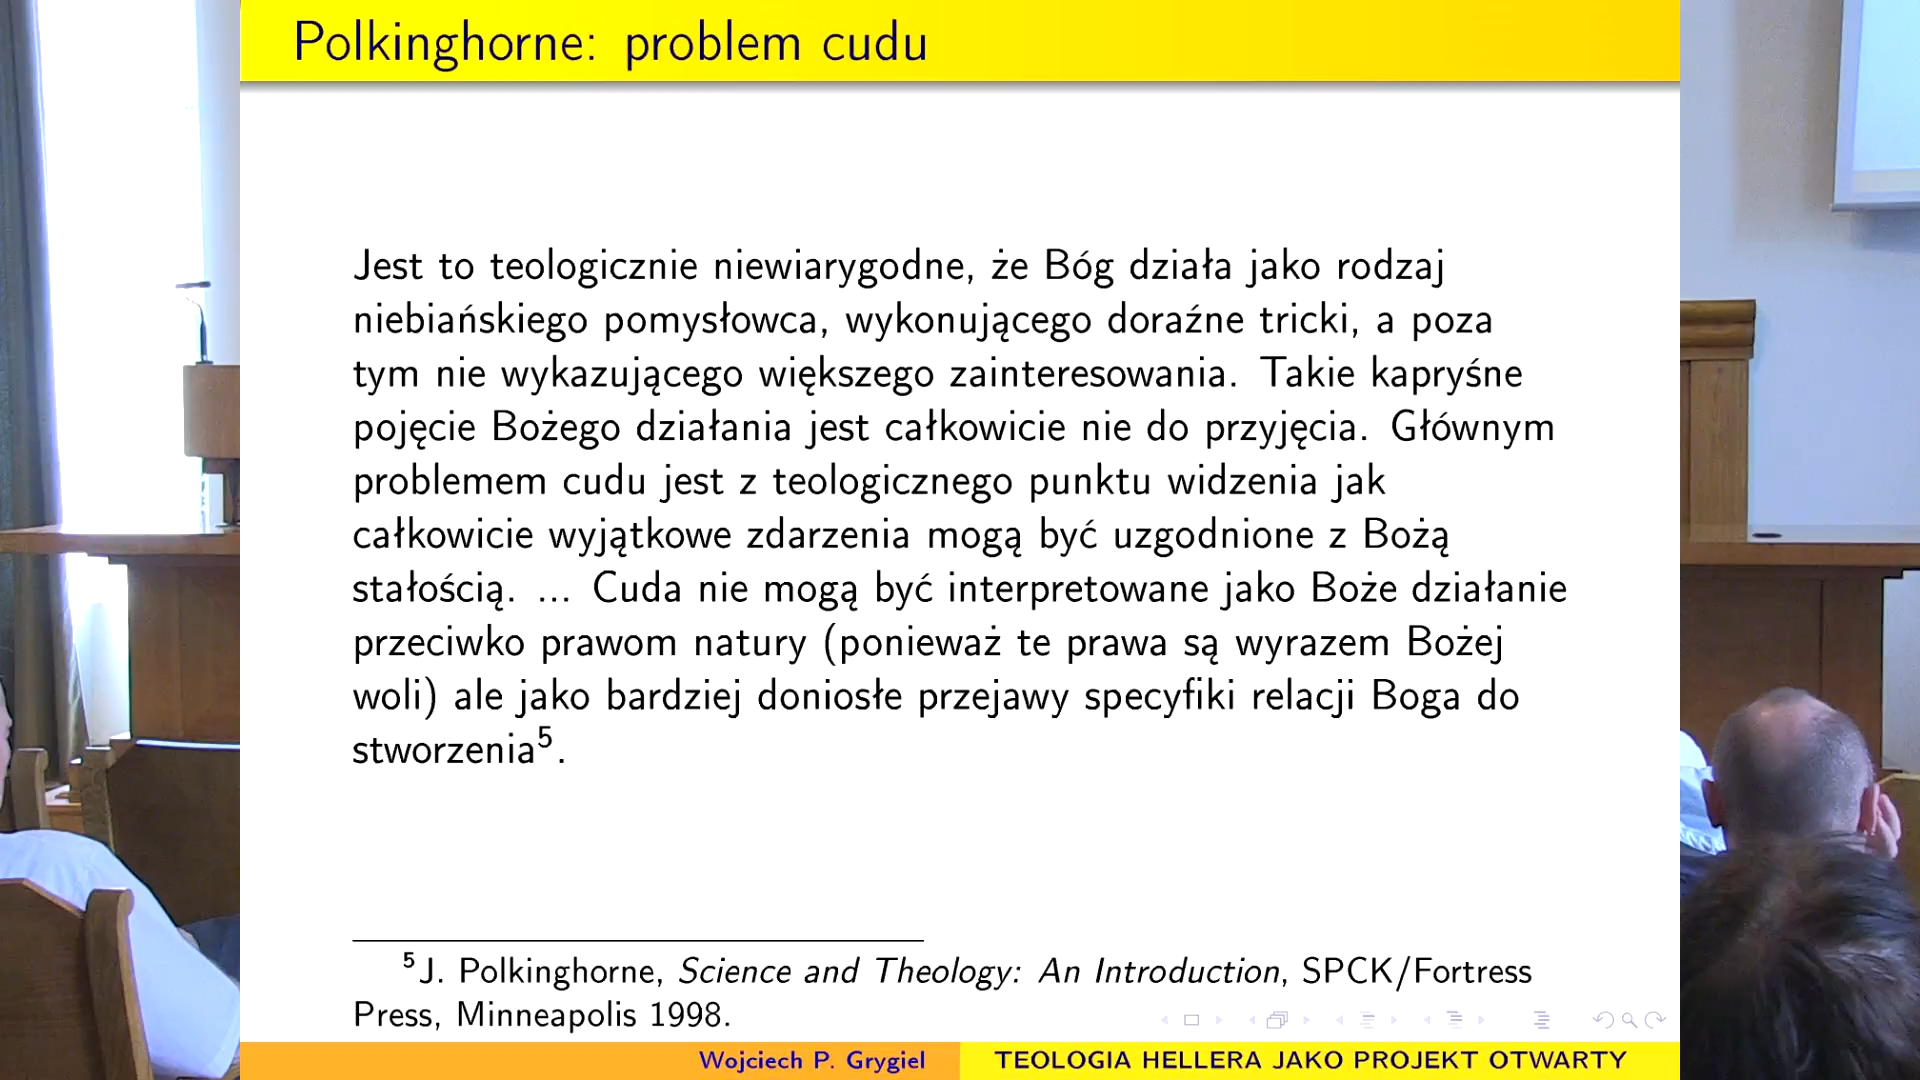 Polkinghorne: problem cudu
Jest to teologicznie niewiarygodne, że Bóg działa jako rodzaj
niebiańskiego pomysłowca, wykonującego doraźne tricki, a poza
tym nie wykazującego większego zainteresowania. Takie kapryśne
pojęcie Bożego działania jest całkowicie nie do przyjęcia. Głównym
problemem cudu jest z teologicznego punktu widzenia jak
całkowicie wyjątkowe zdarzenia mogą być uzgodnione z Bożą
stałością. ... Cuda nie mogą być interpretowane jako Boże działanie
przeciwko prawom natury (ponieważ te prawa są wyrazem Bożej
woli) ale jako bardziej doniosłe przejawy specyfiki relacji Boga do
stworzenia⁵.
⁵J. Polkinghorne, Science and Theology: An Introduction, SPCK/Fortress
Press, Minneapolis 1998.
Wojciech P. Grygiel
TEOLOGIA HELLERA JAKO PROJEKT OTWARTY